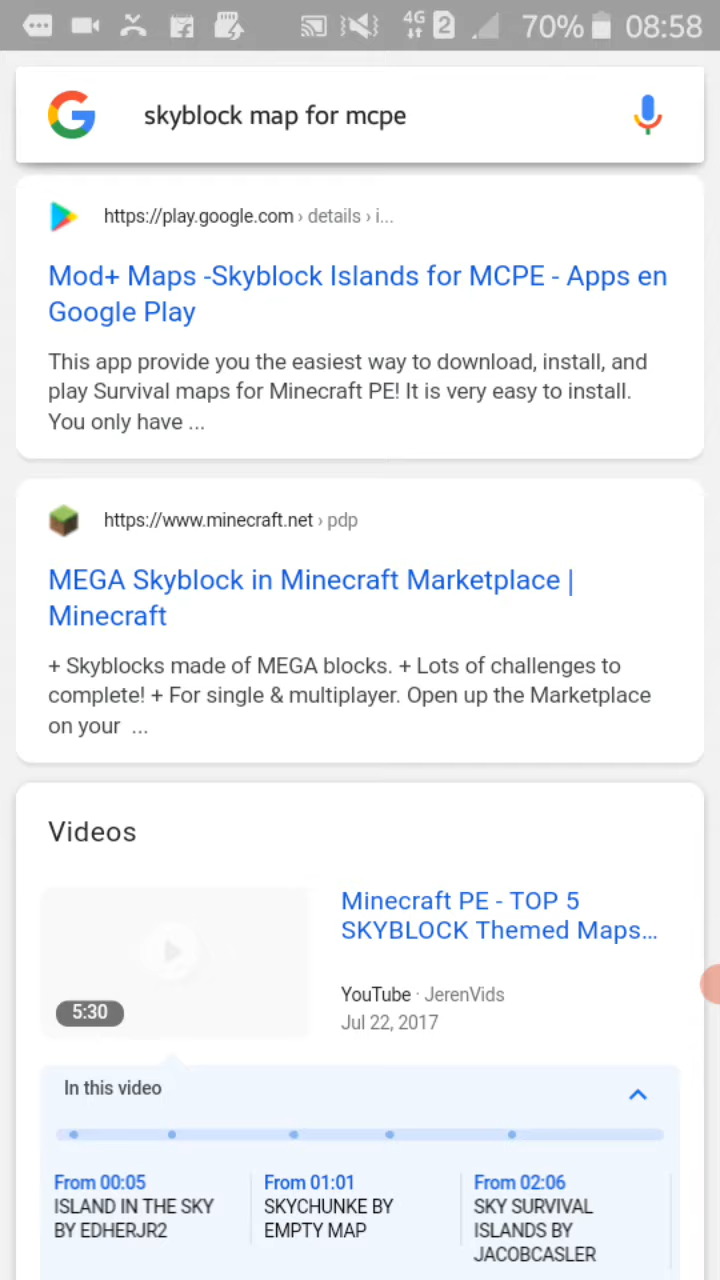 4G 2 70% 08:58
skyblock map for mcpe
https://play.google.com › details › i...
Mod+ Maps -Skyblock Islands for MCPE - Apps en
Google Play
This app provide you the easiest way to download, install, and
play Survival maps for Minecraft PE! It is very easy to install.
You only have ...
https://www.minecraft.net › pdp
MEGA Skyblock in Minecraft Marketplace |
Minecraft
+ Skyblocks made of MEGA blocks. + Lots of challenges to
complete! + For single & multiplayer. Open up the Marketplace
on your ...
Videos
Minecraft PE - TOP 5
SKYBLOCK Themed Maps...
YouTube · JerenVids
Jul 22, 2017
5:30
In this video
From 00:05
ISLAND IN THE SKY
BY EDHERJR2
From 01:01
SKYCHUNKE BY
EMPTY MAP
From 02:06
SKY SURVIVAL
ISLANDS BY
JACOBCASLER